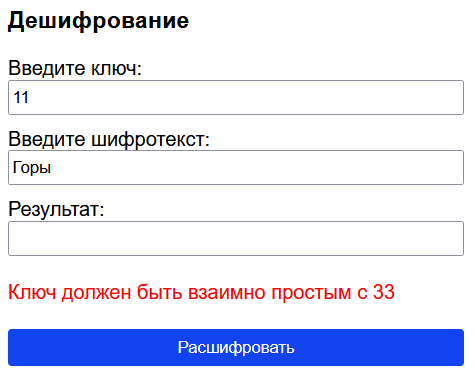 Дешифрование
Введите ключ:
11
Введите шифротекст:
Горы
Результат:
Ключ должен быть взаимно простым с 33
Расшифровать